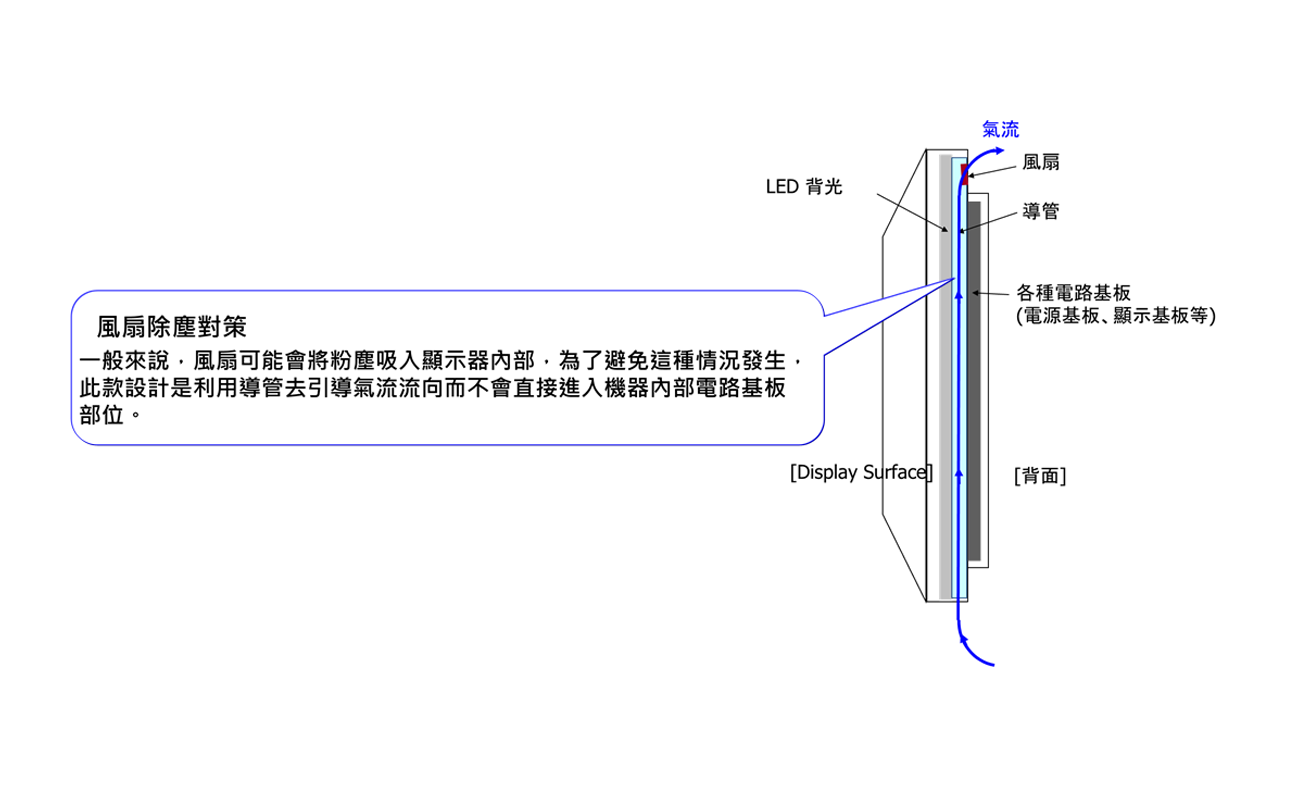 氣流
風扇
LED 背光
導管
各種電路基板
(電源基板、顯示基板等)
風扇除塵對策
一般來說，風扇可能會將粉塵吸入顯示器內部，為了避免這種情況發生，
此款設計是利用導管去引導氣流流向而不會直接進入機器內部電路基板
部位。
[Display Surface]
[背面]